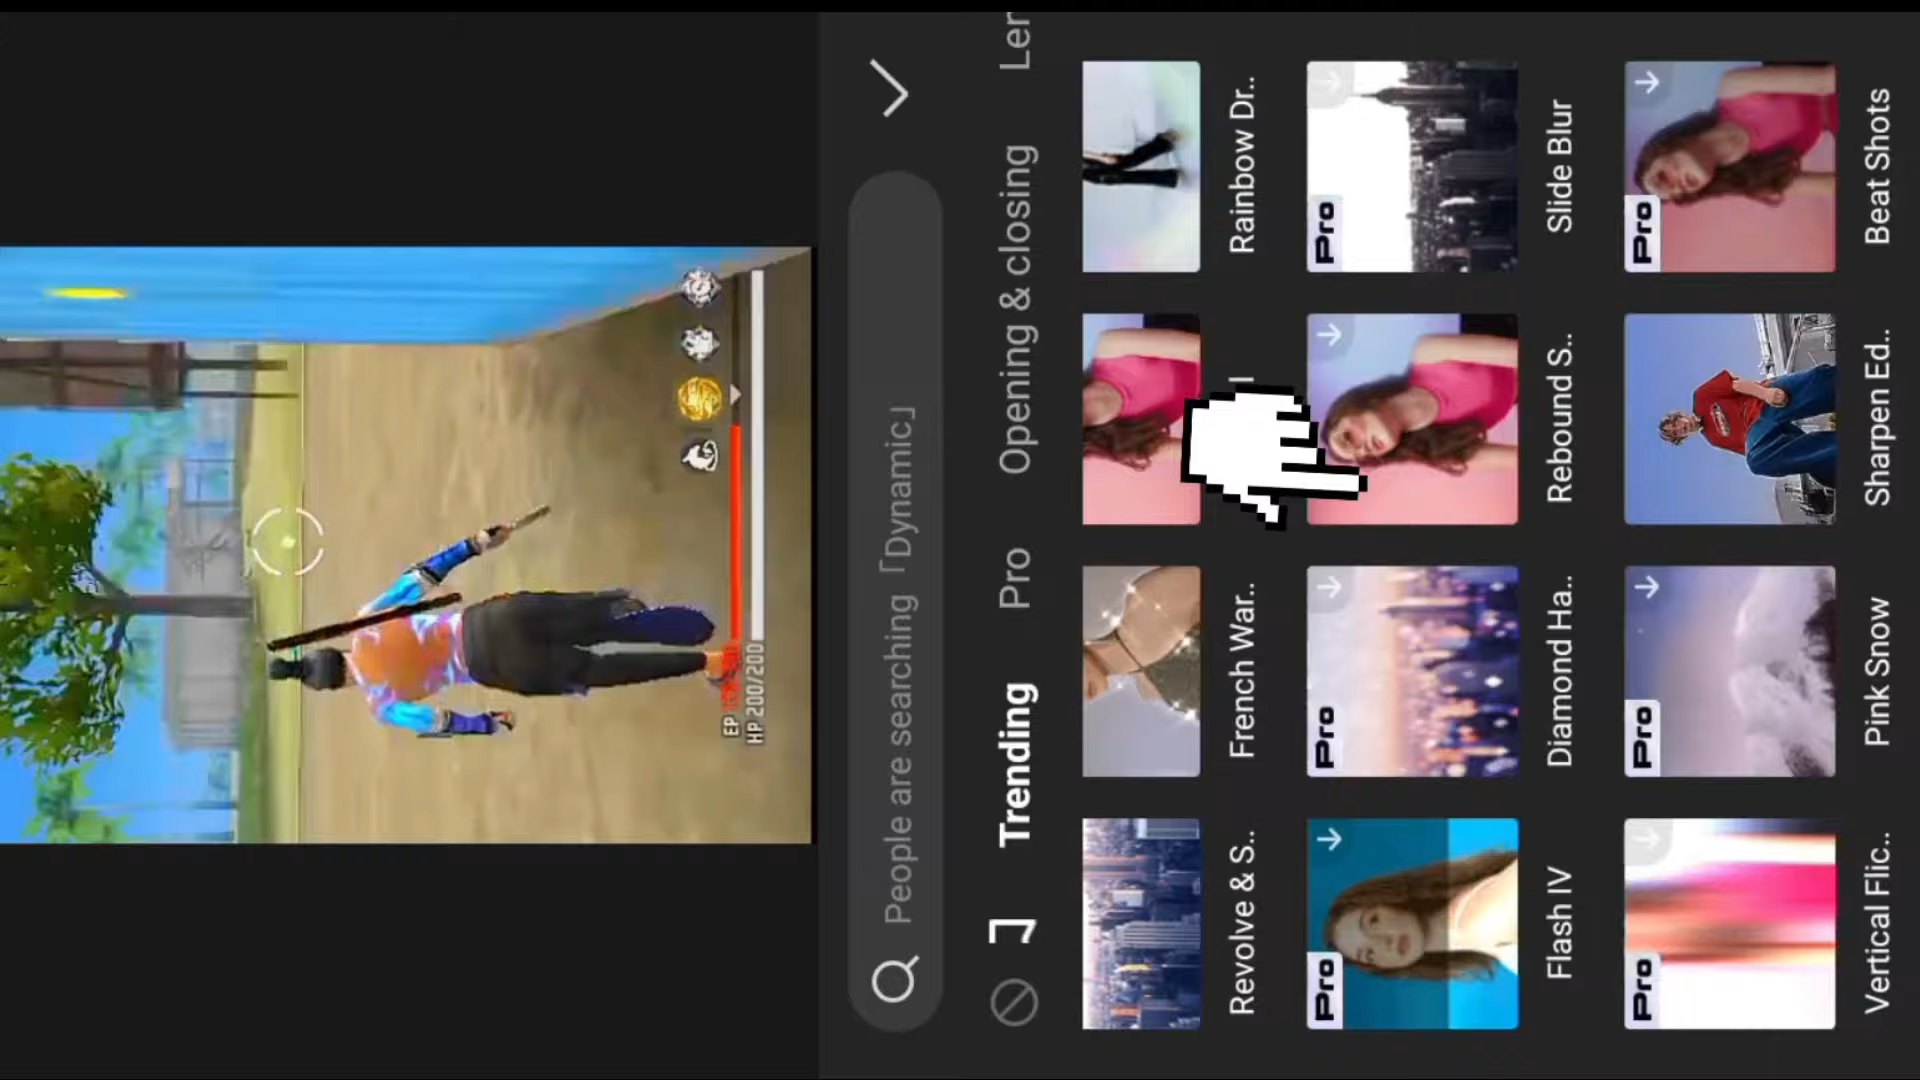 EP
HP 200/200
People are searching 「Dynamic」
Trending
Pro
Opening & closing
Revolve & S..
French War..
Rainbow Dr..
Pro
Pro
Pro
Flash IV
Diamond Ha..
Rebound S..
Slide Blur
Pro
Pro
Pro
Vertical Flic..
Pink Snow
Sharpen Ed..
Beat Shots